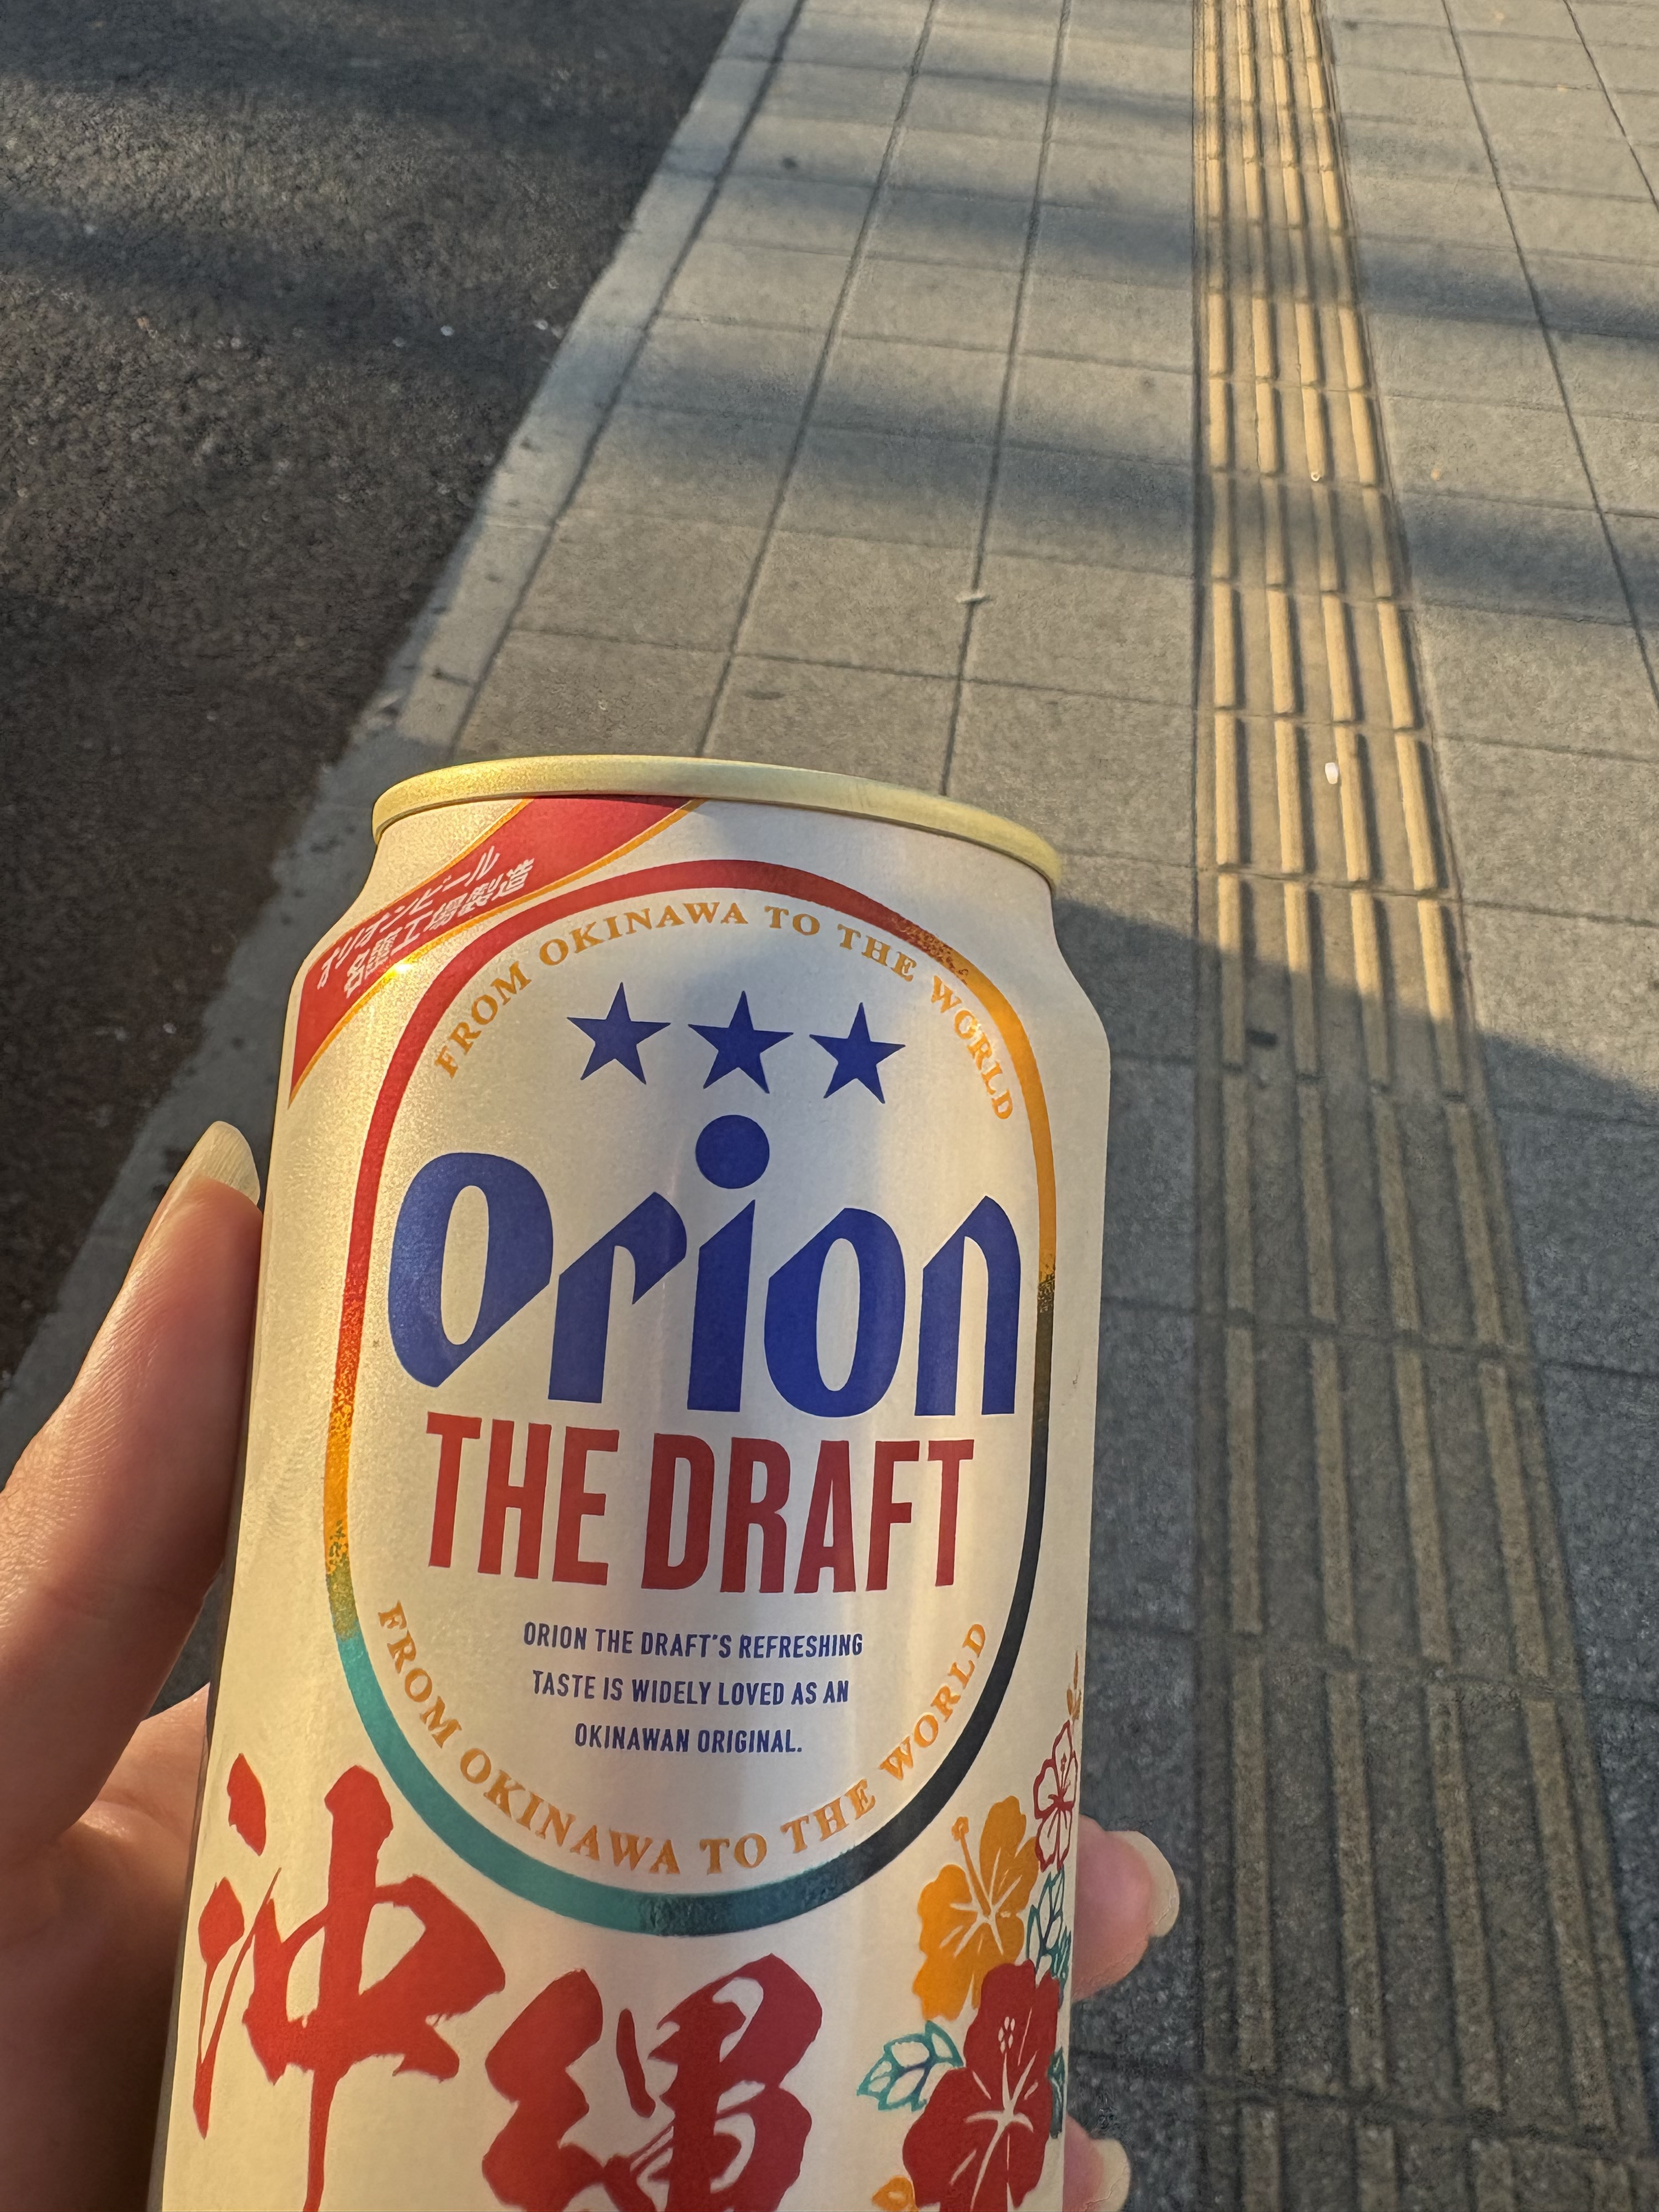 オリオンビール
名護工場製造
FROM OKINAWA TO THE WORLD
Orion
THE DRAFT
ORION THE DRAFT'S REFRESHING
TASTE IS WIDELY LOVED AS AN
OKINAWAN ORIGINAL.
FROM OKINAWA TO THE WORLD
沖縄